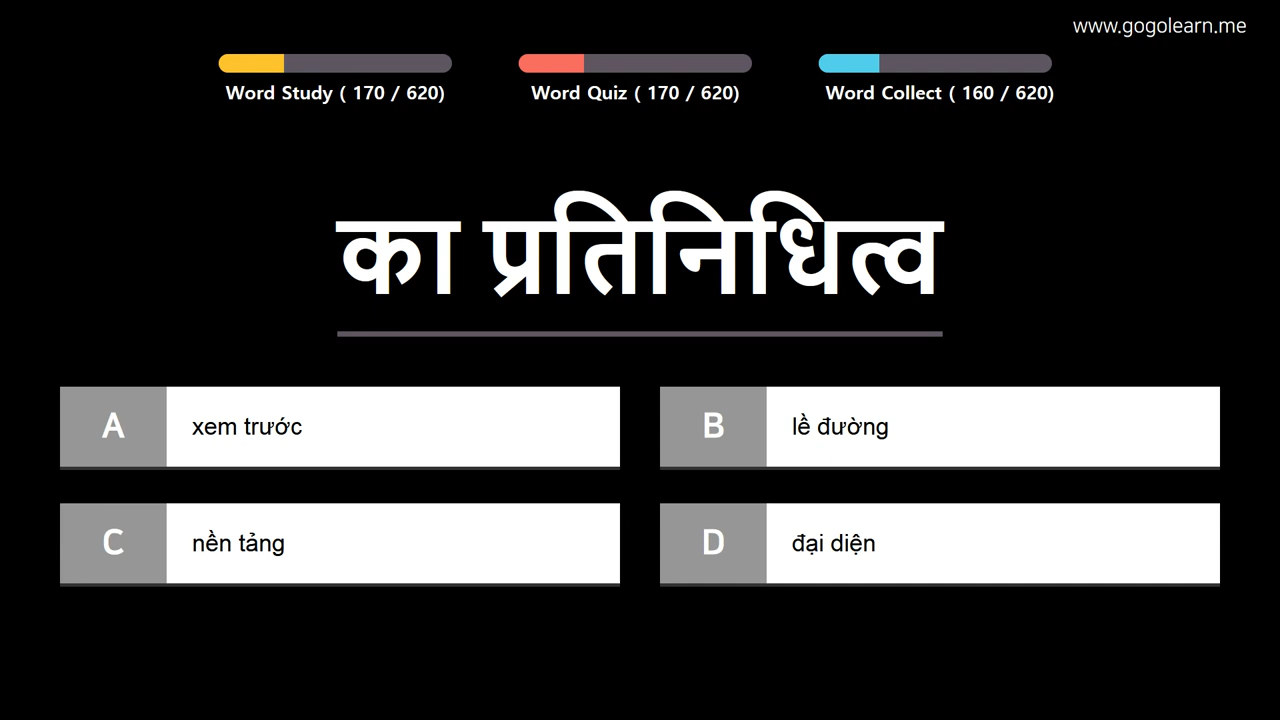 www.gogolearn.me
Word Study ( 170 / 620)
Word Quiz ( 170 / 620)
Word Collect ( 160 / 620)
का प्रतिनिधित्व
A
xem trước
B
lề đường
C
nền tảng
D
đại diện